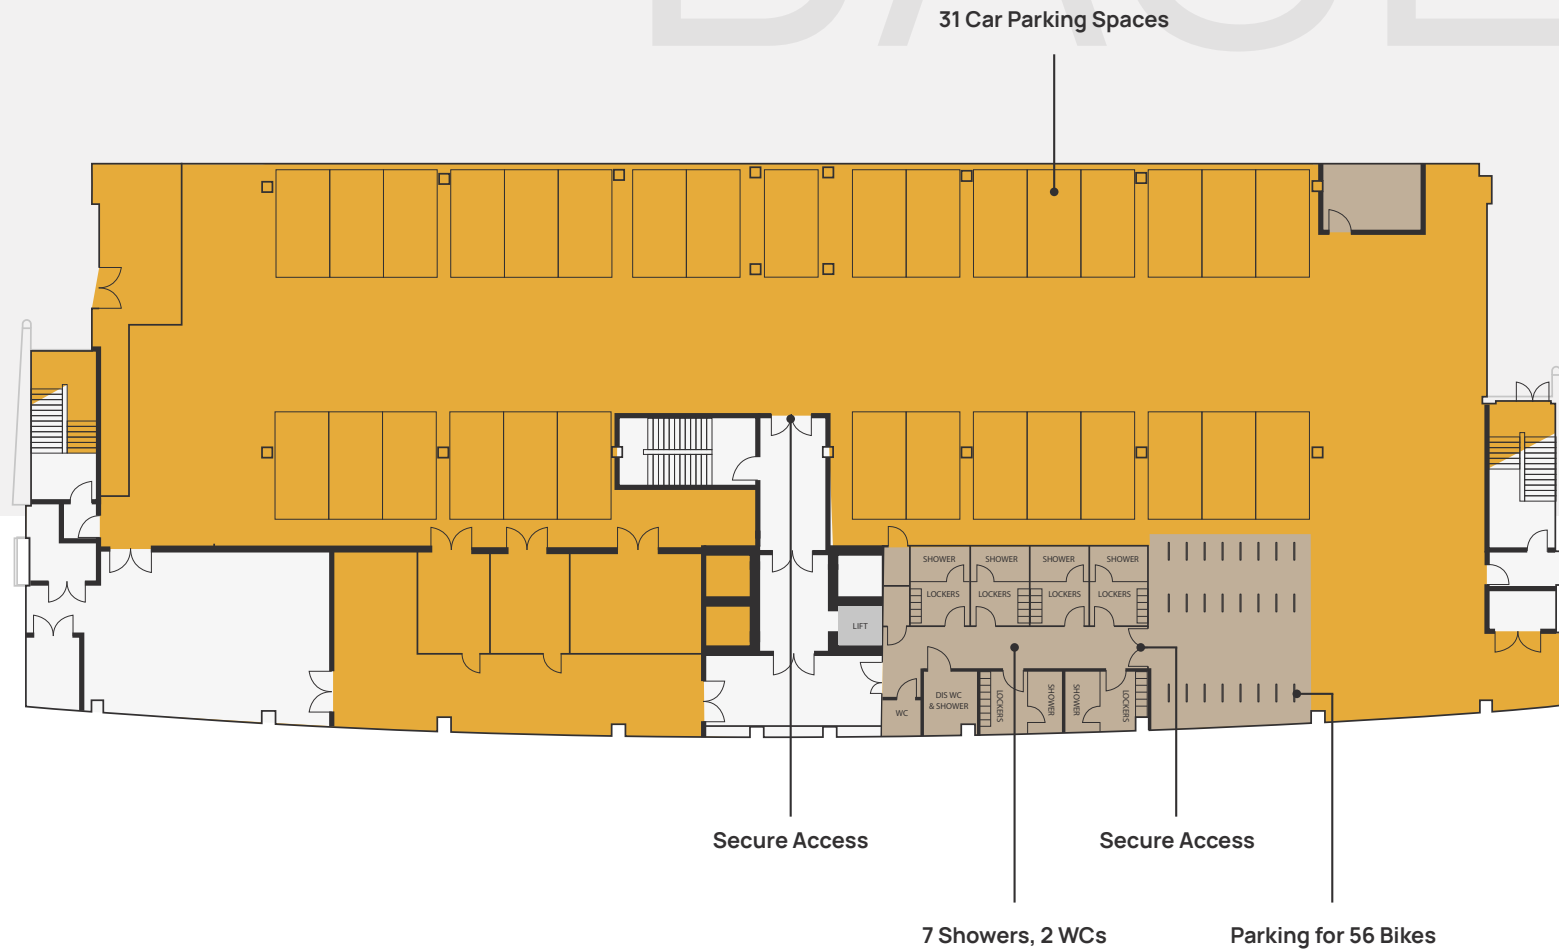 31 Car Parking Spaces
SHOWER SHOWER SHOWER SHOWER
LOCKERS LOCKERS LOCKERS LOCKERS
LIFT
DIS WC
& SHOWER
LOCKERS
SHOWER
SHOWER
LOCKERS
WC
Secure Access
Secure Access
7 Showers, 2 WCs
Parking for 56 Bikes